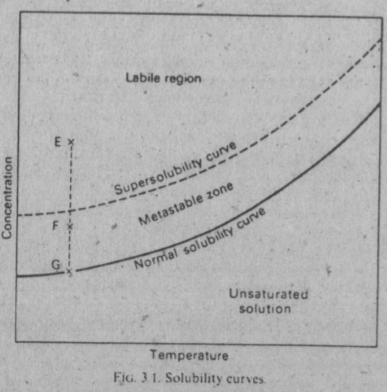 Labile region
E
Supersolubility curve
Metastable zone
F
Normal solubility curve
G
Unsaturated
solution
Concentration
Temperature
FIG. 3.1. Solubility curves.